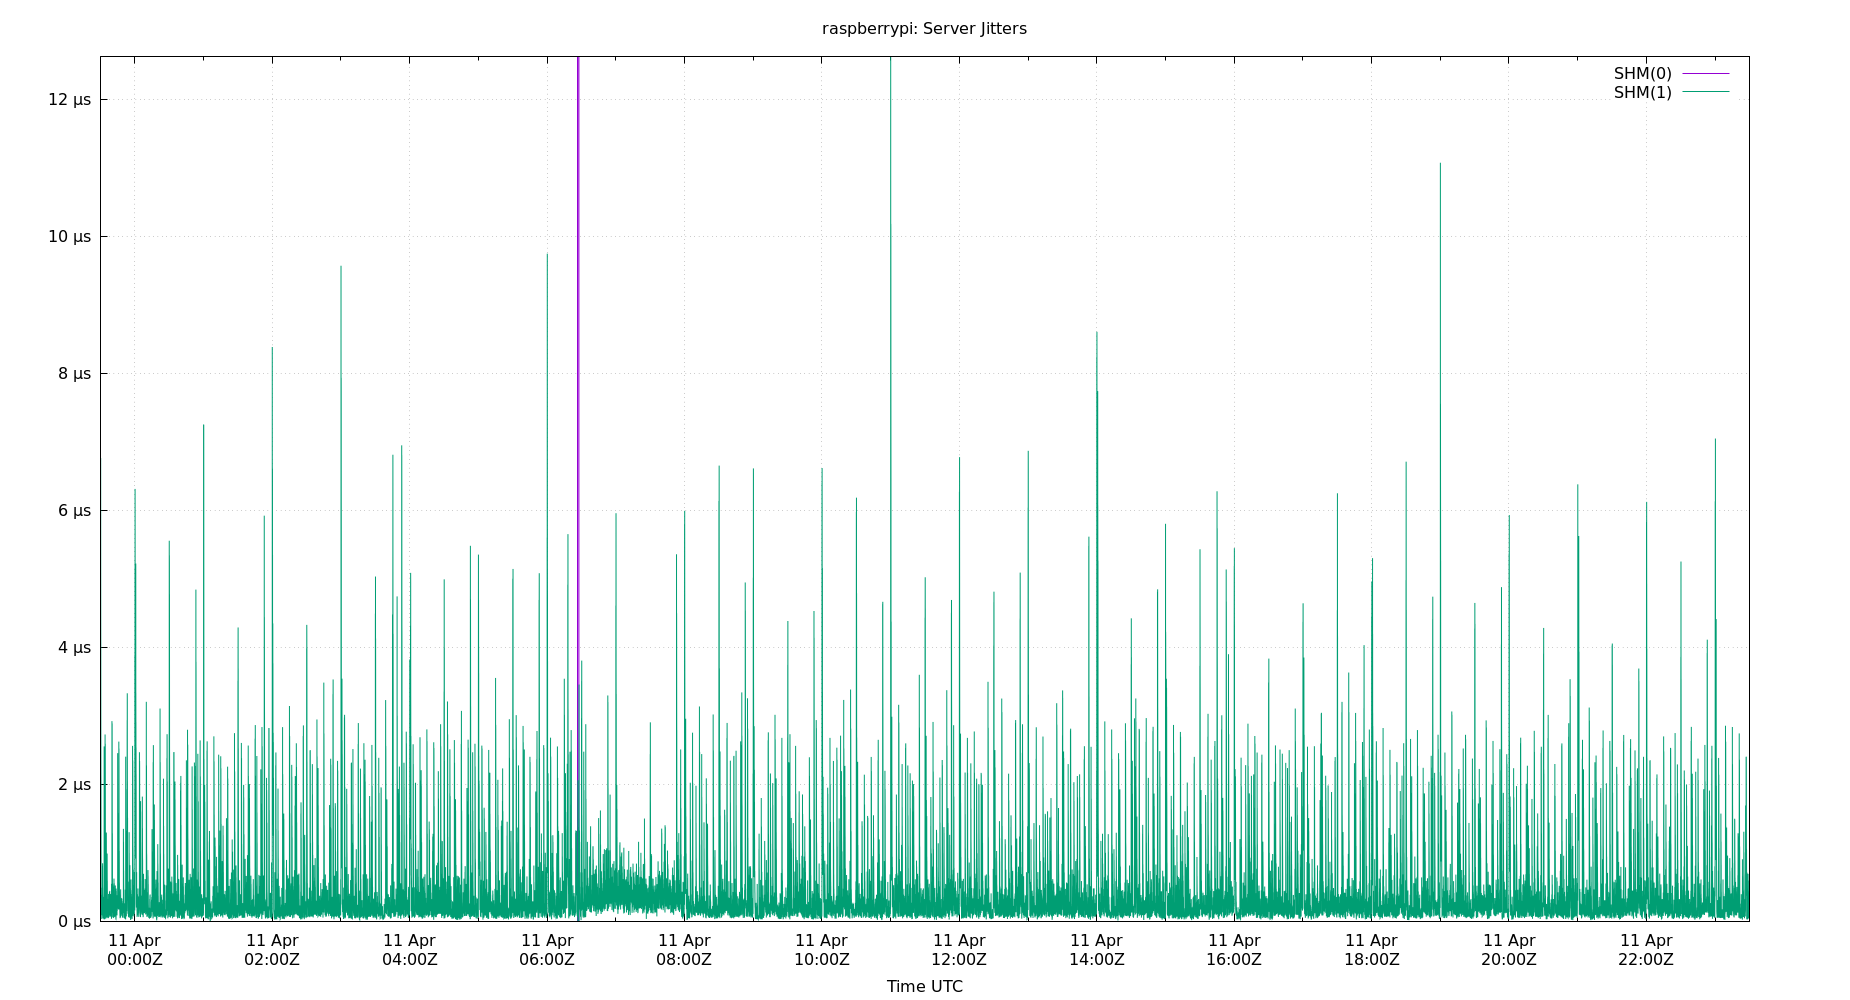 raspberrypi: Server Jitters
SHM(0)
SHM(1)
12 µs
10 µs
8 µs
6 µs
4 µs
2 µs
0 µs
11 Apr 11 Apr 11 Apr 11 Apr 11 Apr 11 Apr 11 Apr 11 Apr 11 Apr 11 Apr 11 Apr 11 Apr
00:00Z 02:00Z 04:00Z 06:00Z 08:00Z 10:00Z 12:00Z 14:00Z 16:00Z 18:00Z 20:00Z 22:00Z
Time UTC